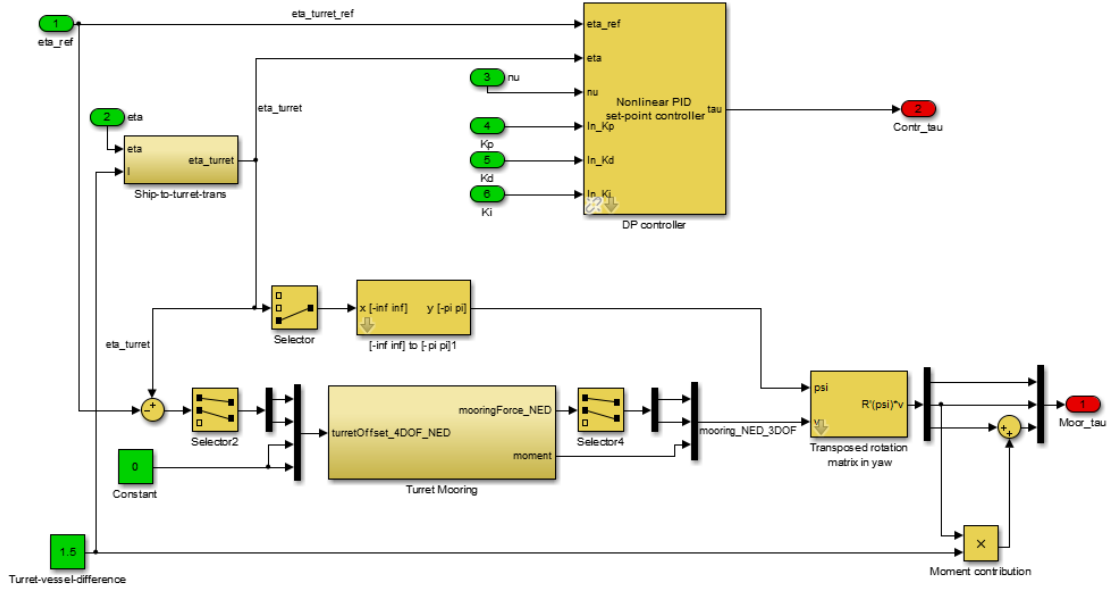 1
eta_ref
eta_turret_ref
eta_ref
eta
nu
In_Kp
In_Kd
In_Ki
Nonlinear PID
set-point controller
tau
DP controller
3
nu
4
Kp
5
Kd
6
Ki
2
Contr_tau
2
eta
eta
l
eta_turret
Ship-to-turret-trans
eta_turret
Selector
x [-inf inf]
y [-pi pi]
[-inf inf] to [-pi pi]1
eta_turret
Selector2
turretOffset_4DOF_NED
mooringForce_NED
moment
Turret Mooring
Selector4
mooring_NED_3DOF
psi
v
R'(psi)*v
Transposed rotation
matrix in yaw
1
Moor_tau
0
Constant
1.5
Turret-vessel-difference
×
Moment contribution